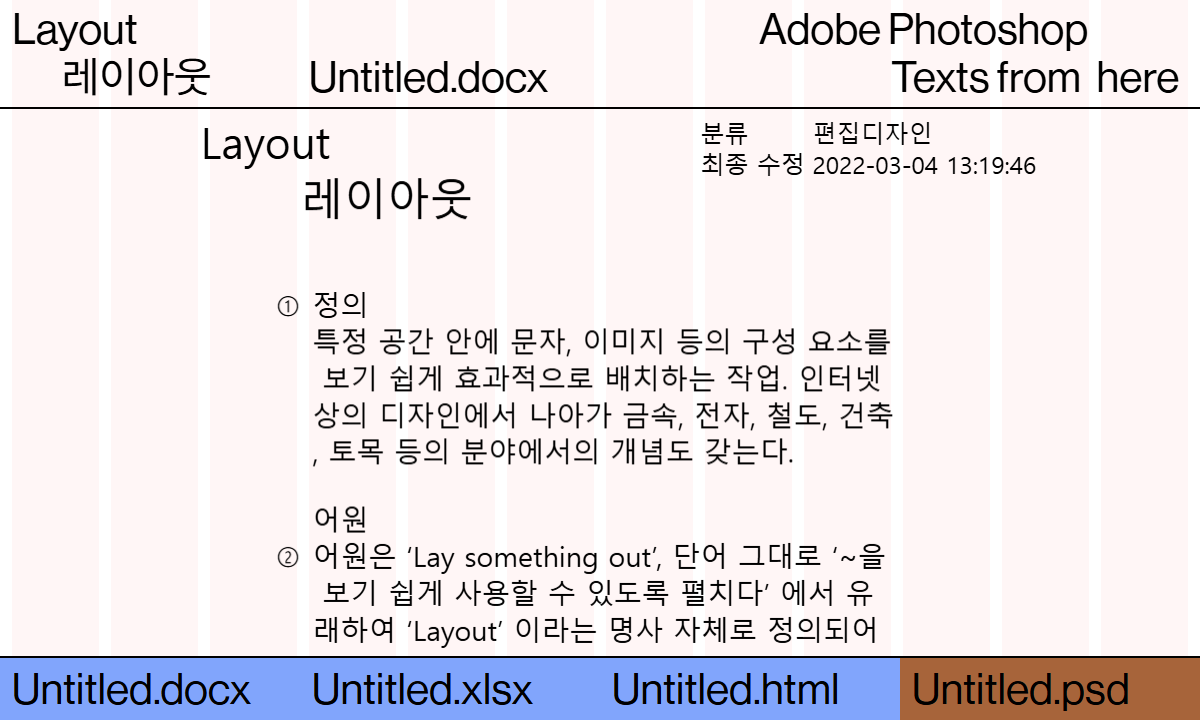 Layout
레이아웃
Untitled.docx
Adobe Photoshop
Texts from here
Layout
레이아웃
분류 편집디자인
최종 수정 2022-03-04 13:19:46
① 정의
특정 공간 안에 문자, 이미지 등의 구성 요소를
보기 쉽게 효과적으로 배치하는 작업. 인터넷
상의 디자인에서 나아가 금속, 전자, 철도, 건축
, 토목 등의 분야에서의 개념도 갖는다.
어원
② 어원은 ‘Lay something out’, 단어 그대로 ‘~을
보기 쉽게 사용할 수 있도록 펼치다’ 에서 유
래하여 ‘Layout’ 이라는 명사 자체로 정의되어
Untitled.docx
Untitled.xlsx
Untitled.html
Untitled.psd